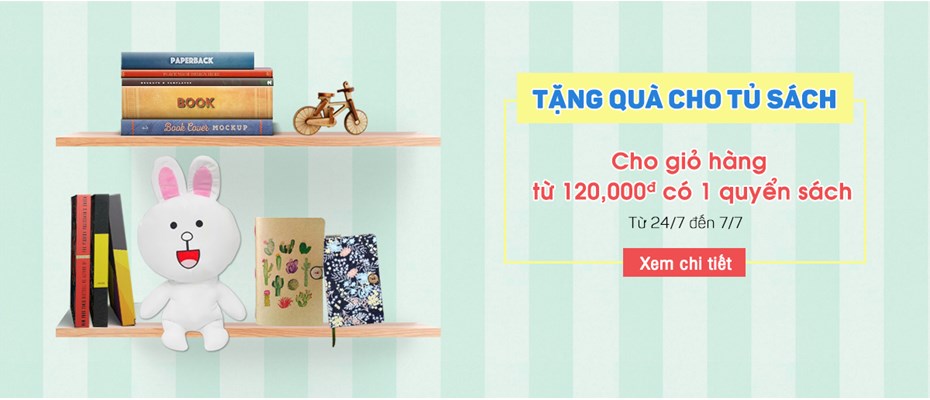 PAPERBACK
BOOK
Book Cover MOCKUP
TẶNG QUÀ CHO TỦ SÁCH
Cho giỏ hàng
từ 120,000đ có 1 quyển sách
Từ 24/7 đến 7/7
Xem chi tiết